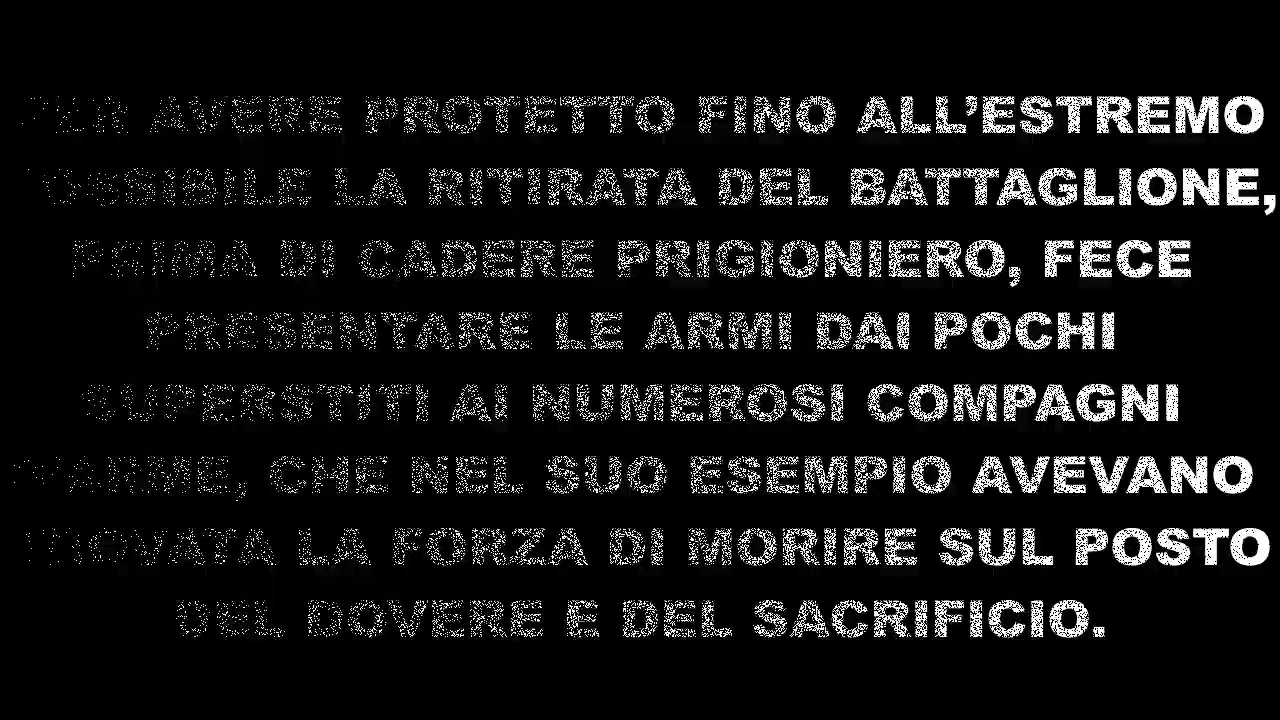 PER AVERE PROTETTO FINO ALL’ESTREMO
POSSIBILE LA RITIRATA DEL BATTAGLIONE,
PRIMA DI CADERE PRIGIONIERO, FECE
PRESENTARE LE ARMI DAI POCHI
SUPERSTITI AI NUMEROSI COMPAGNI
D’ARME, CHE NEL SUO ESEMPIO AVEVANO
TROVATA LA FORZA DI MORIRE SUL POSTO
DEL DOVERE E DEL SACRIFICIO.